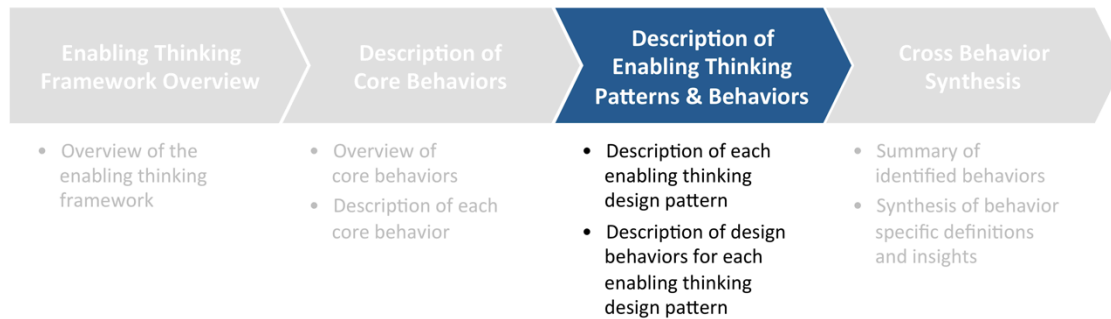 Enabling Thinking
Framework Overview
Description of
Core Behaviors
Description of
Enabling Thinking
Patterns & Behaviors
Cross Behavior
Synthesis
• Overview of the
enabling thinking
framework
• Overview of
core behaviors
• Description of each
core behavior
• Description of each
enabling thinking
design pattern
• Description of design
behaviors for each
enabling thinking
design pattern
• Summary of
identified behaviors
• Synthesis of behavior
specific definitions
and insights